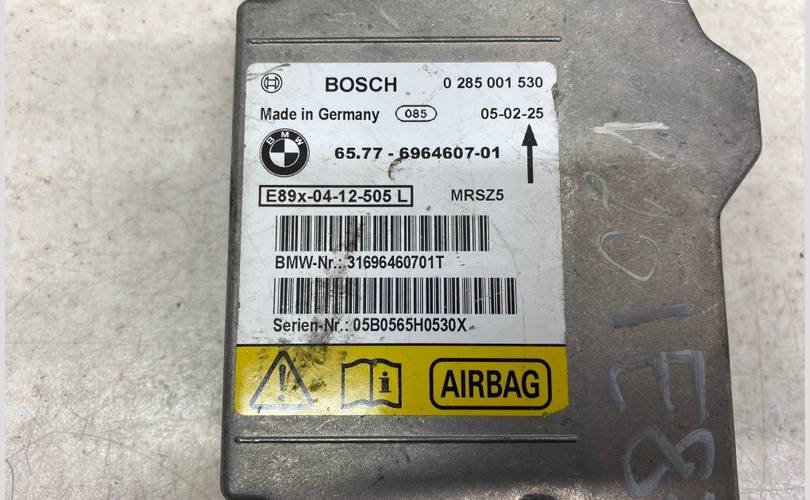 BOSCH 0 285 001 530
Made in Germany 085 05-02-25
BMW 65.77 - 6964607-01
E89x-04-12-505 L MRSZ5
BMW-Nr.: 31696460701T
Serien-Nr.: 05B0565H0530X
AIRBAG